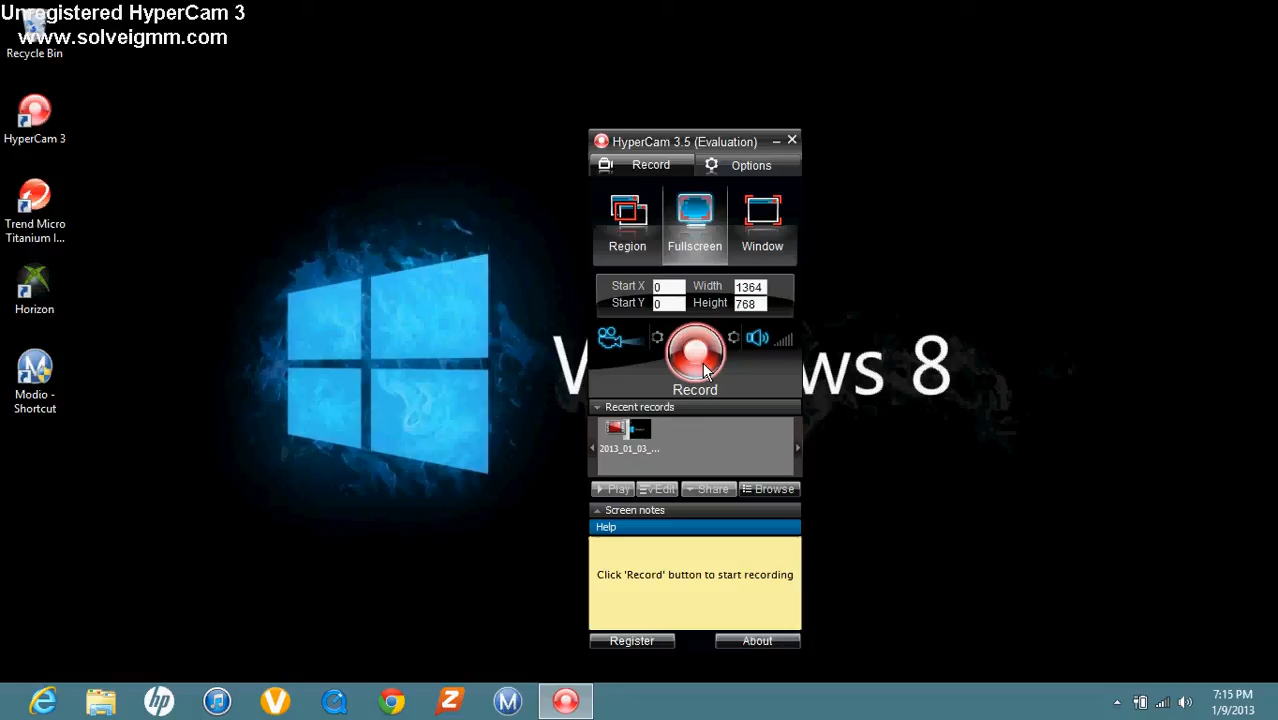 Unregistered HyperCam 3
www.solveigmm.com
Recycle Bin
HyperCam 3
Trend Micro
Titanium I...
Horizon
Modio -
Shortcut
HyperCam 3.5 (Evaluation)
Record
Options
Region
Fullscreen
Window
Start X 0 Width 1364
Start Y 0 Height 768
Record
Recent records
2013_01_03_...
Play Edit Share Browse
Screen notes
Help
Click 'Record' button to start recording
Register
About
ws 8
7:15 PM
1/9/2013